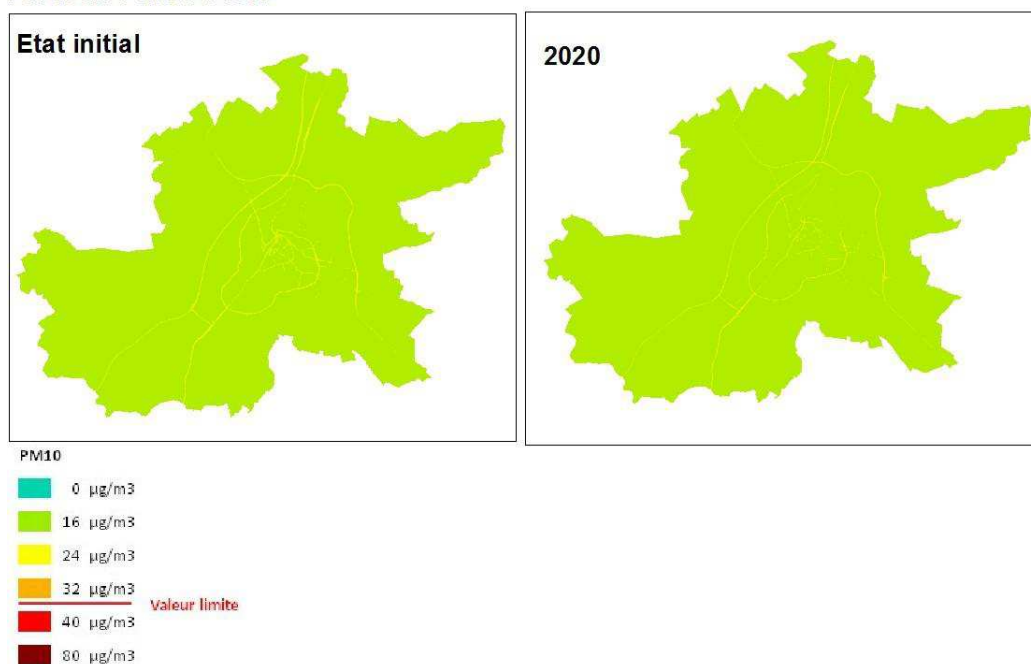 Etat initial
2020
PM10
0 µg/m3
16 µg/m3
24 µg/m3
32 µg/m3
Valeur limite
40 µg/m3
80 µg/m3